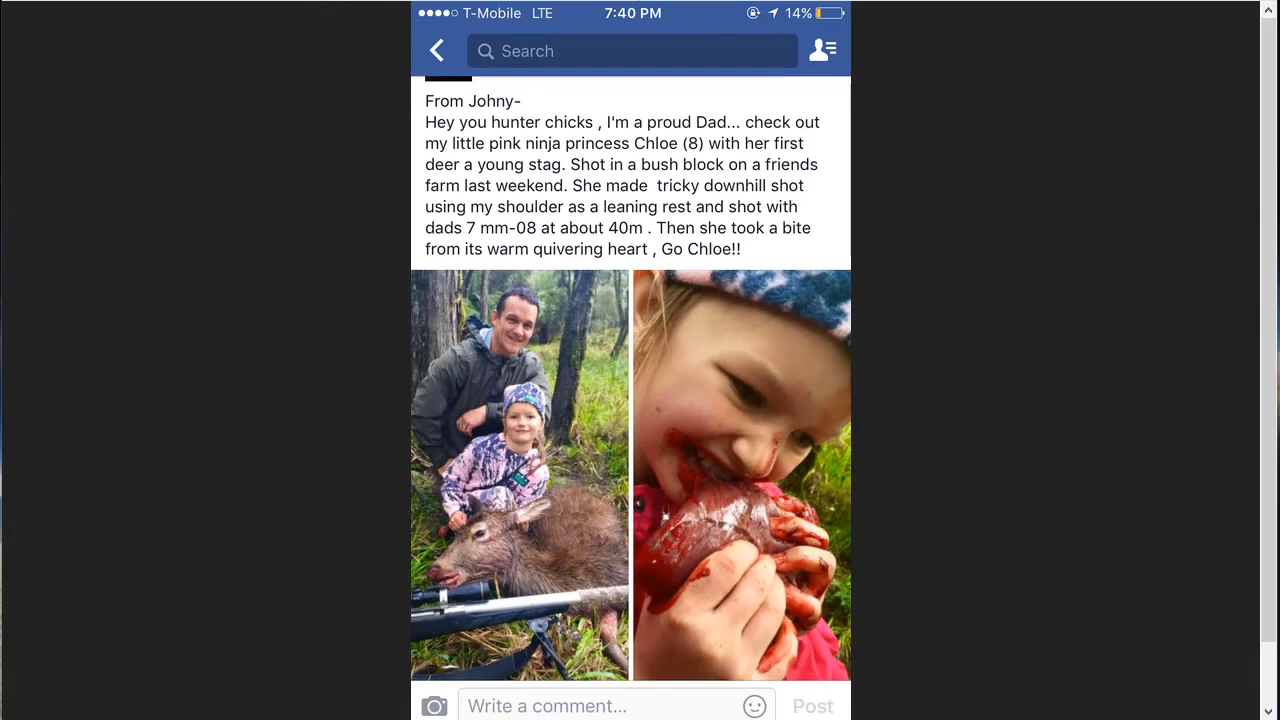 T-Mobile LTE 7:40 PM 14%
Search
From Johny-
Hey you hunter chicks , I'm a proud Dad... check out
my little pink ninja princess Chloe (8) with her first
deer a young stag. Shot in a bush block on a friends
farm last weekend. She made  tricky downhill shot
using my shoulder as a leaning rest and shot with
dads 7 mm-08 at about 40m . Then she took a bite
from its warm quivering heart , Go Chloe!!
Write a comment... Post